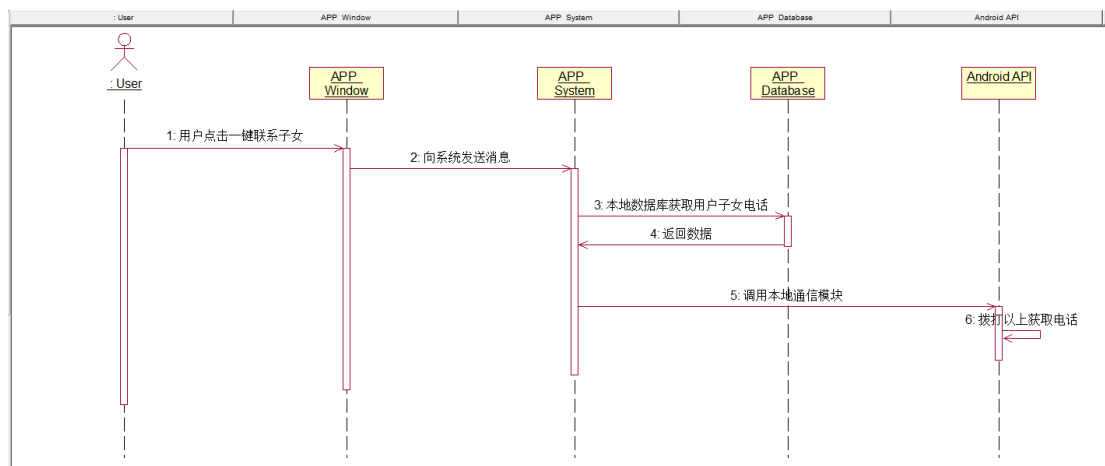 : User
APP Window
APP System
APP Database
Android API
: User
APP
Window
APP
System
APP
Database
Android API
1: 用户点击一键联系子女
2: 向系统发送消息
3: 本地数据库获取用户子女电话
4: 返回数据
5: 调用本地通信模块
6: 拨打以上获取电话